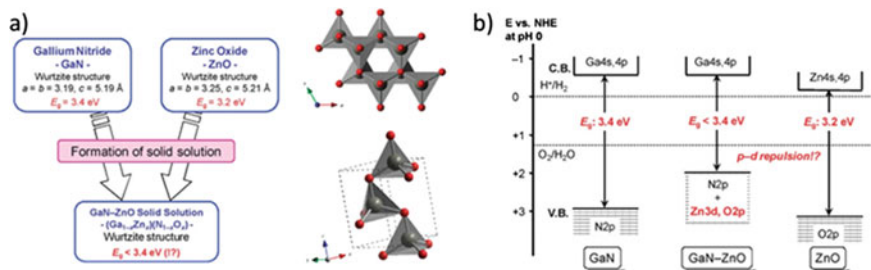 a)
Gallium Nitride
- GaN -
Wurtzite structure
a = b = 3.19, c = 5.19 Å
Eg = 3.4 eV
Zinc Oxide
- ZnO -
Wurtzite structure
a = b = 3.25, c = 5.21 Å
Eg = 3.2 eV
Formation of solid solution
GaN–ZnO Solid Solution
- (Ga1-xZnx)(N1-xOx) -
Wurtzite structure
Eg < 3.4 eV (!?)
b)
E vs. NHE
at pH 0
–1
C.B.
H+/H2
0
+1
O2/H2O
+2
+3
V.B.
Ga4s,4p
Eg: 3.4 eV
N2p
GaN
Ga4s,4p
Eg < 3.4 eV
p–d repulsion!?
N2p
+
Zn3d, O2p
GaN–ZnO
Zn4s,4p
Eg: 3.2 eV
O2p
ZnO